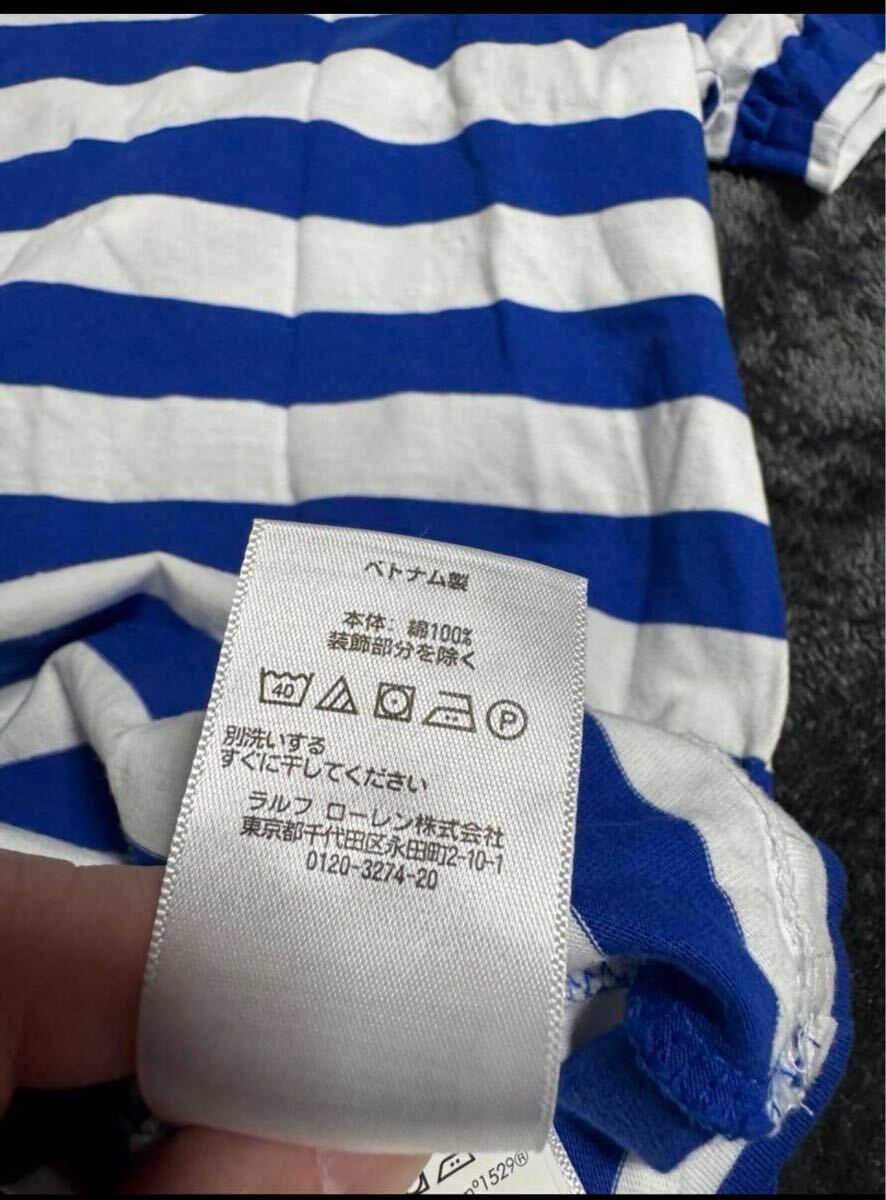 ベトナム製
本体: 綿100%
装飾部分を除く
40 P
別洗いする
すぐに干してください
ラルフ ローレン株式会社
東京都千代田区永田町2-10-1
0120-3274-20
nº1529®